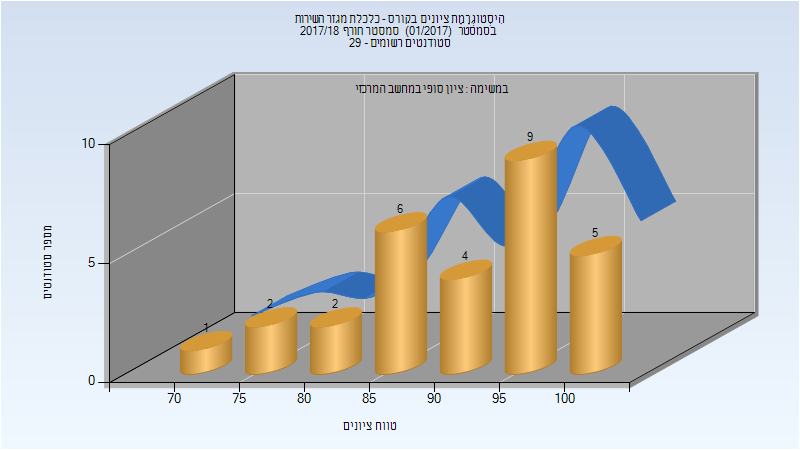 היסטוגרמת ציונים בקורס - כלכלת מגזר השירות
בסמסטר (01/2017) סמסטר חורף 2017/18
סטודנטים רשומים - 29
במשימה : ציון סופי במחשב המרכזי
מספר סטודנטים
10
5
0
1
2
2
6
4
9
5
70 75 80 85 90 95 100
טווח ציונים